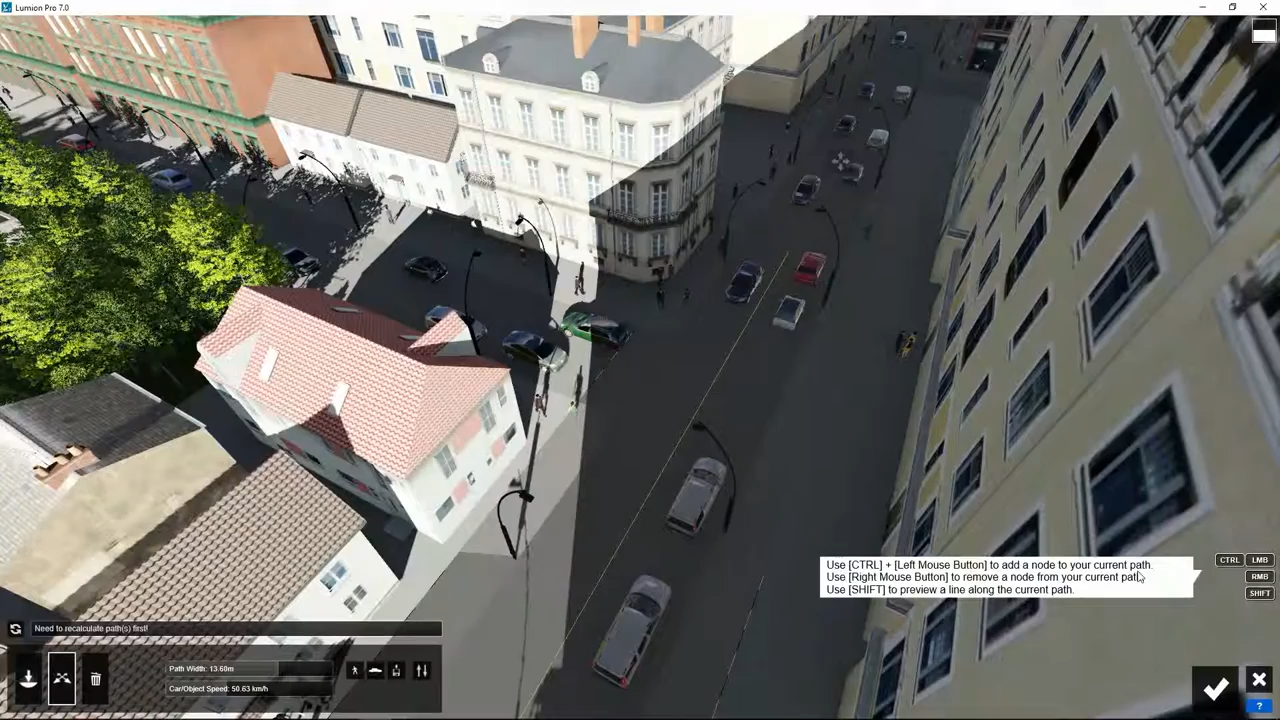 Lumion Pro 7.0
Use [CTRL] + [Left Mouse Button] to add a node to your current path.
Use [Right Mouse Button] to remove a node from your current path.
Use [SHIFT] to preview a line along the current path.
CTRL LMB
RMB
SHIFT
Need to recalculate path(s) first!
Path Width: 13.60m
Car/Object Speed: 50.63 km/h
?